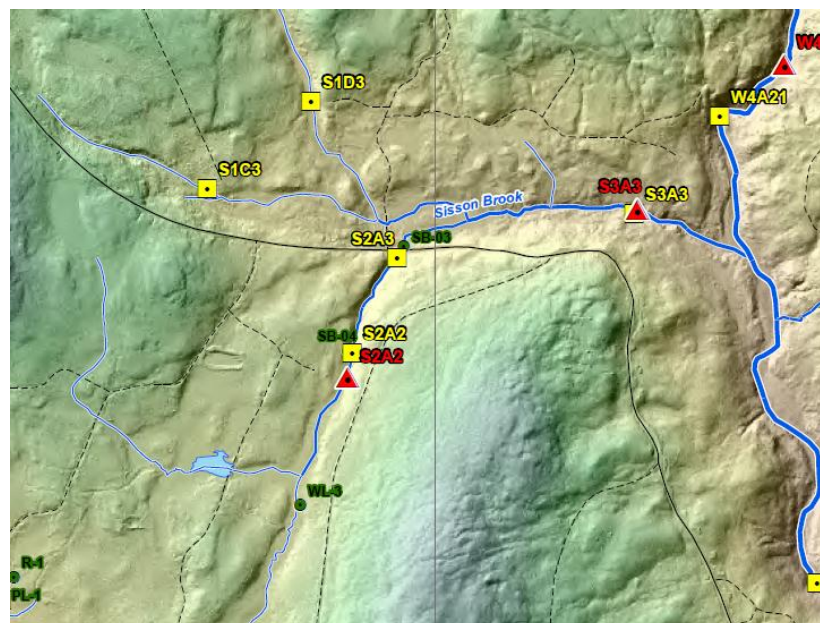 W4
S1D3
W4A21
S1C3
S3A3
S3A3
Sisson Brook
S2A3
SB-03
SB-04
S2A2
S2A2
WL-3
R-1
PL-1